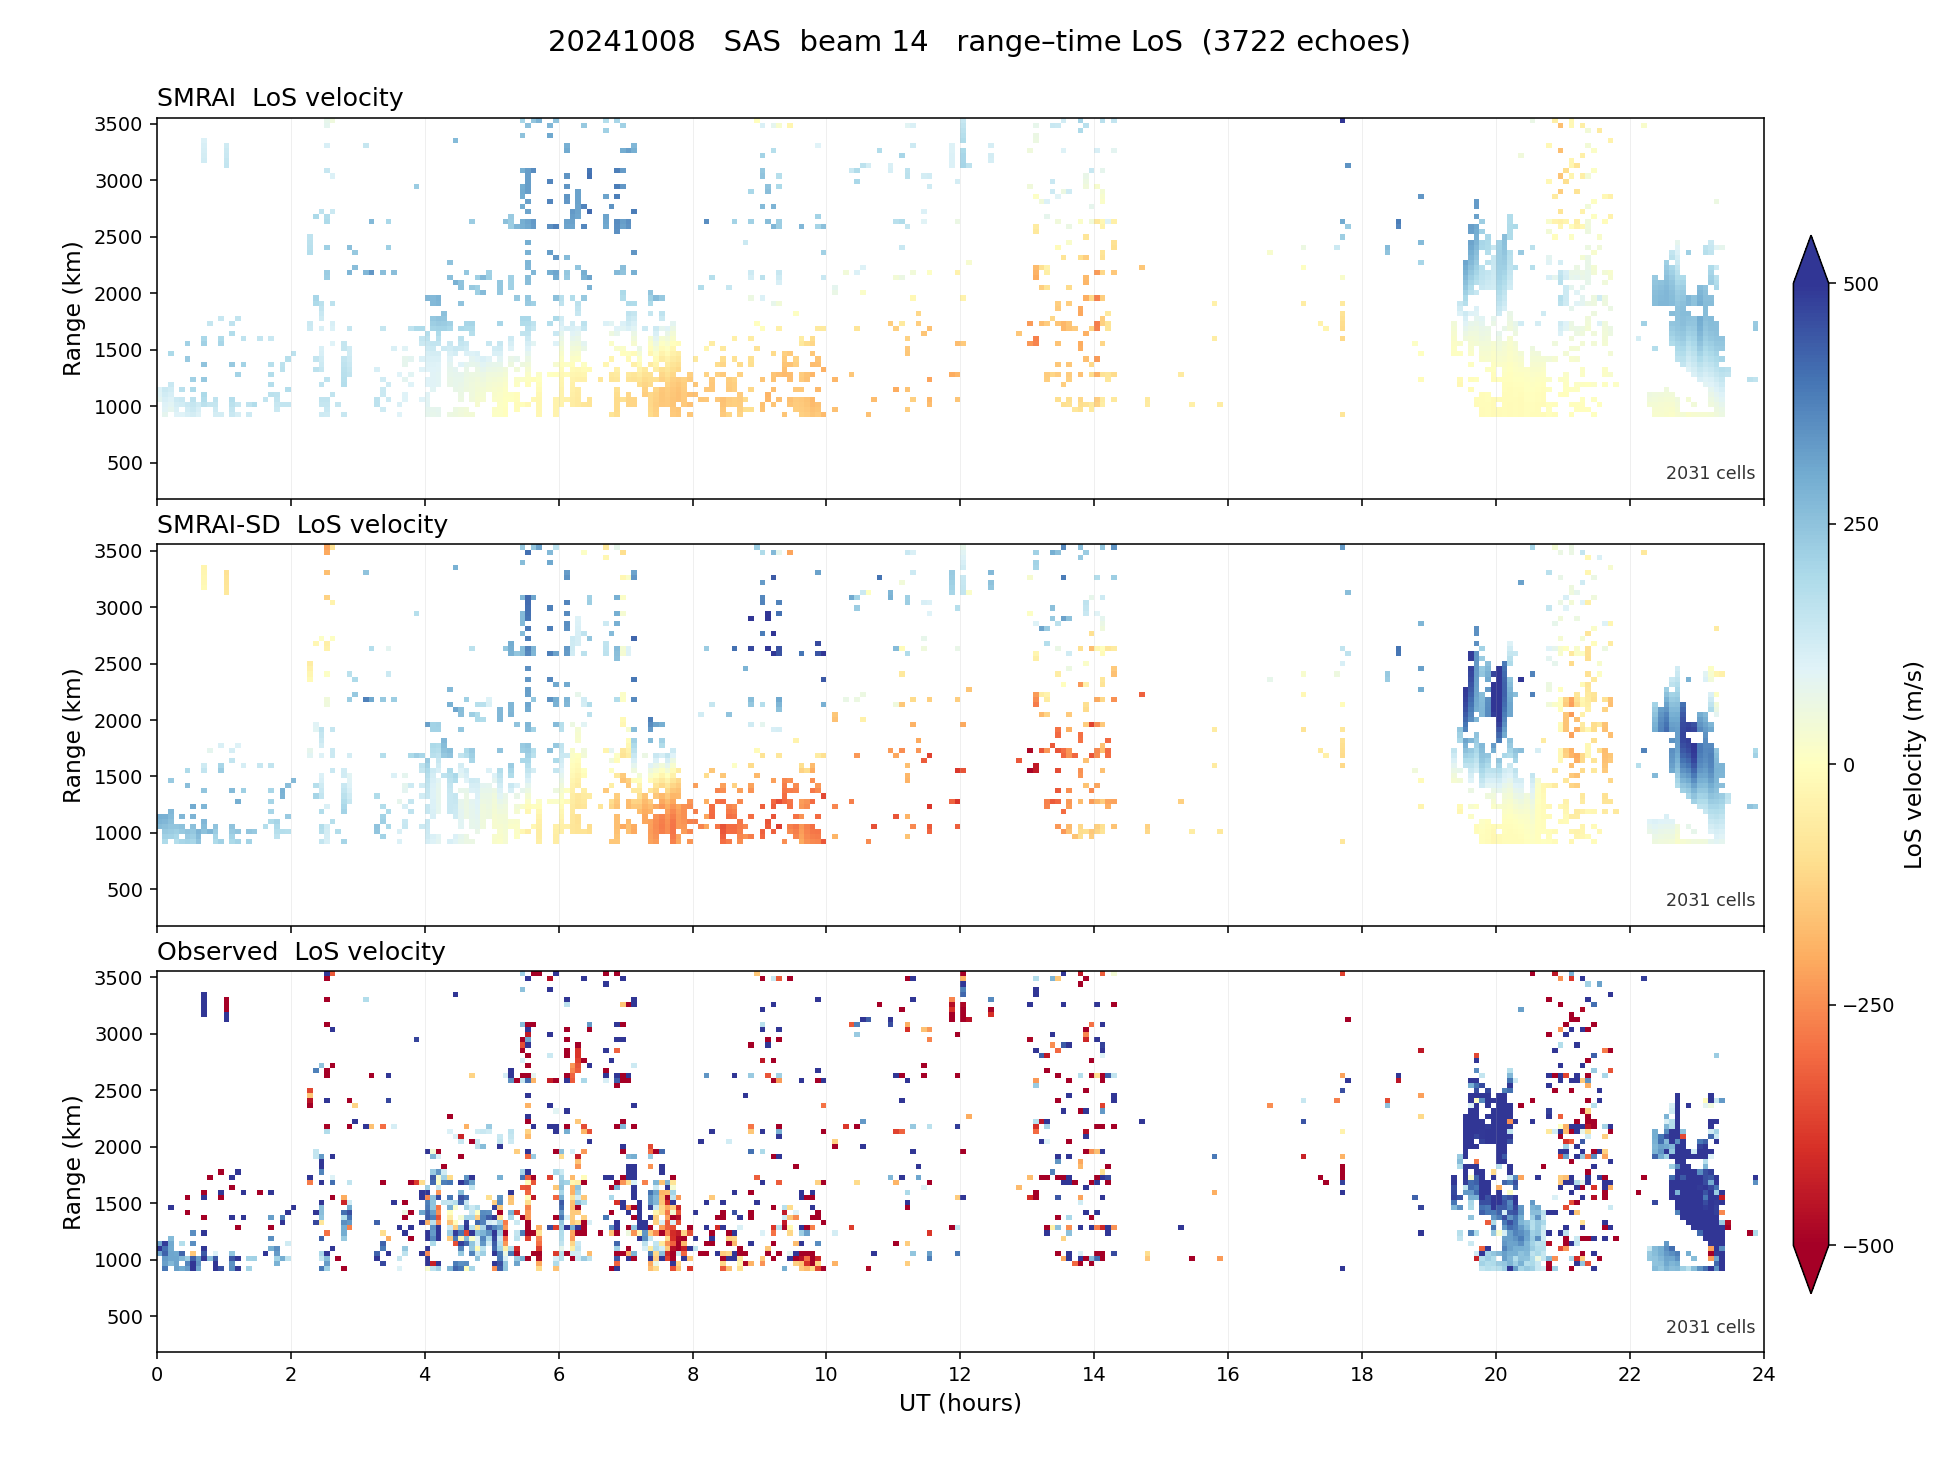 20241008   SAS  beam 14   range–time LoS  (3722 echoes)
SMRAI  LoS velocity
3500
3000
2500
2000
1500
1000
500
Range (km)
2031 cells
SMRAI-SD  LoS velocity
3500
3000
2500
2000
1500
1000
500
Range (km)
2031 cells
Observed  LoS velocity
3500
3000
2500
2000
1500
1000
500
Range (km)
2031 cells
0 2 4 6 8 10 12 14 16 18 20 22 24
UT (hours)
500
250
0
−250
−500
LoS velocity (m/s)